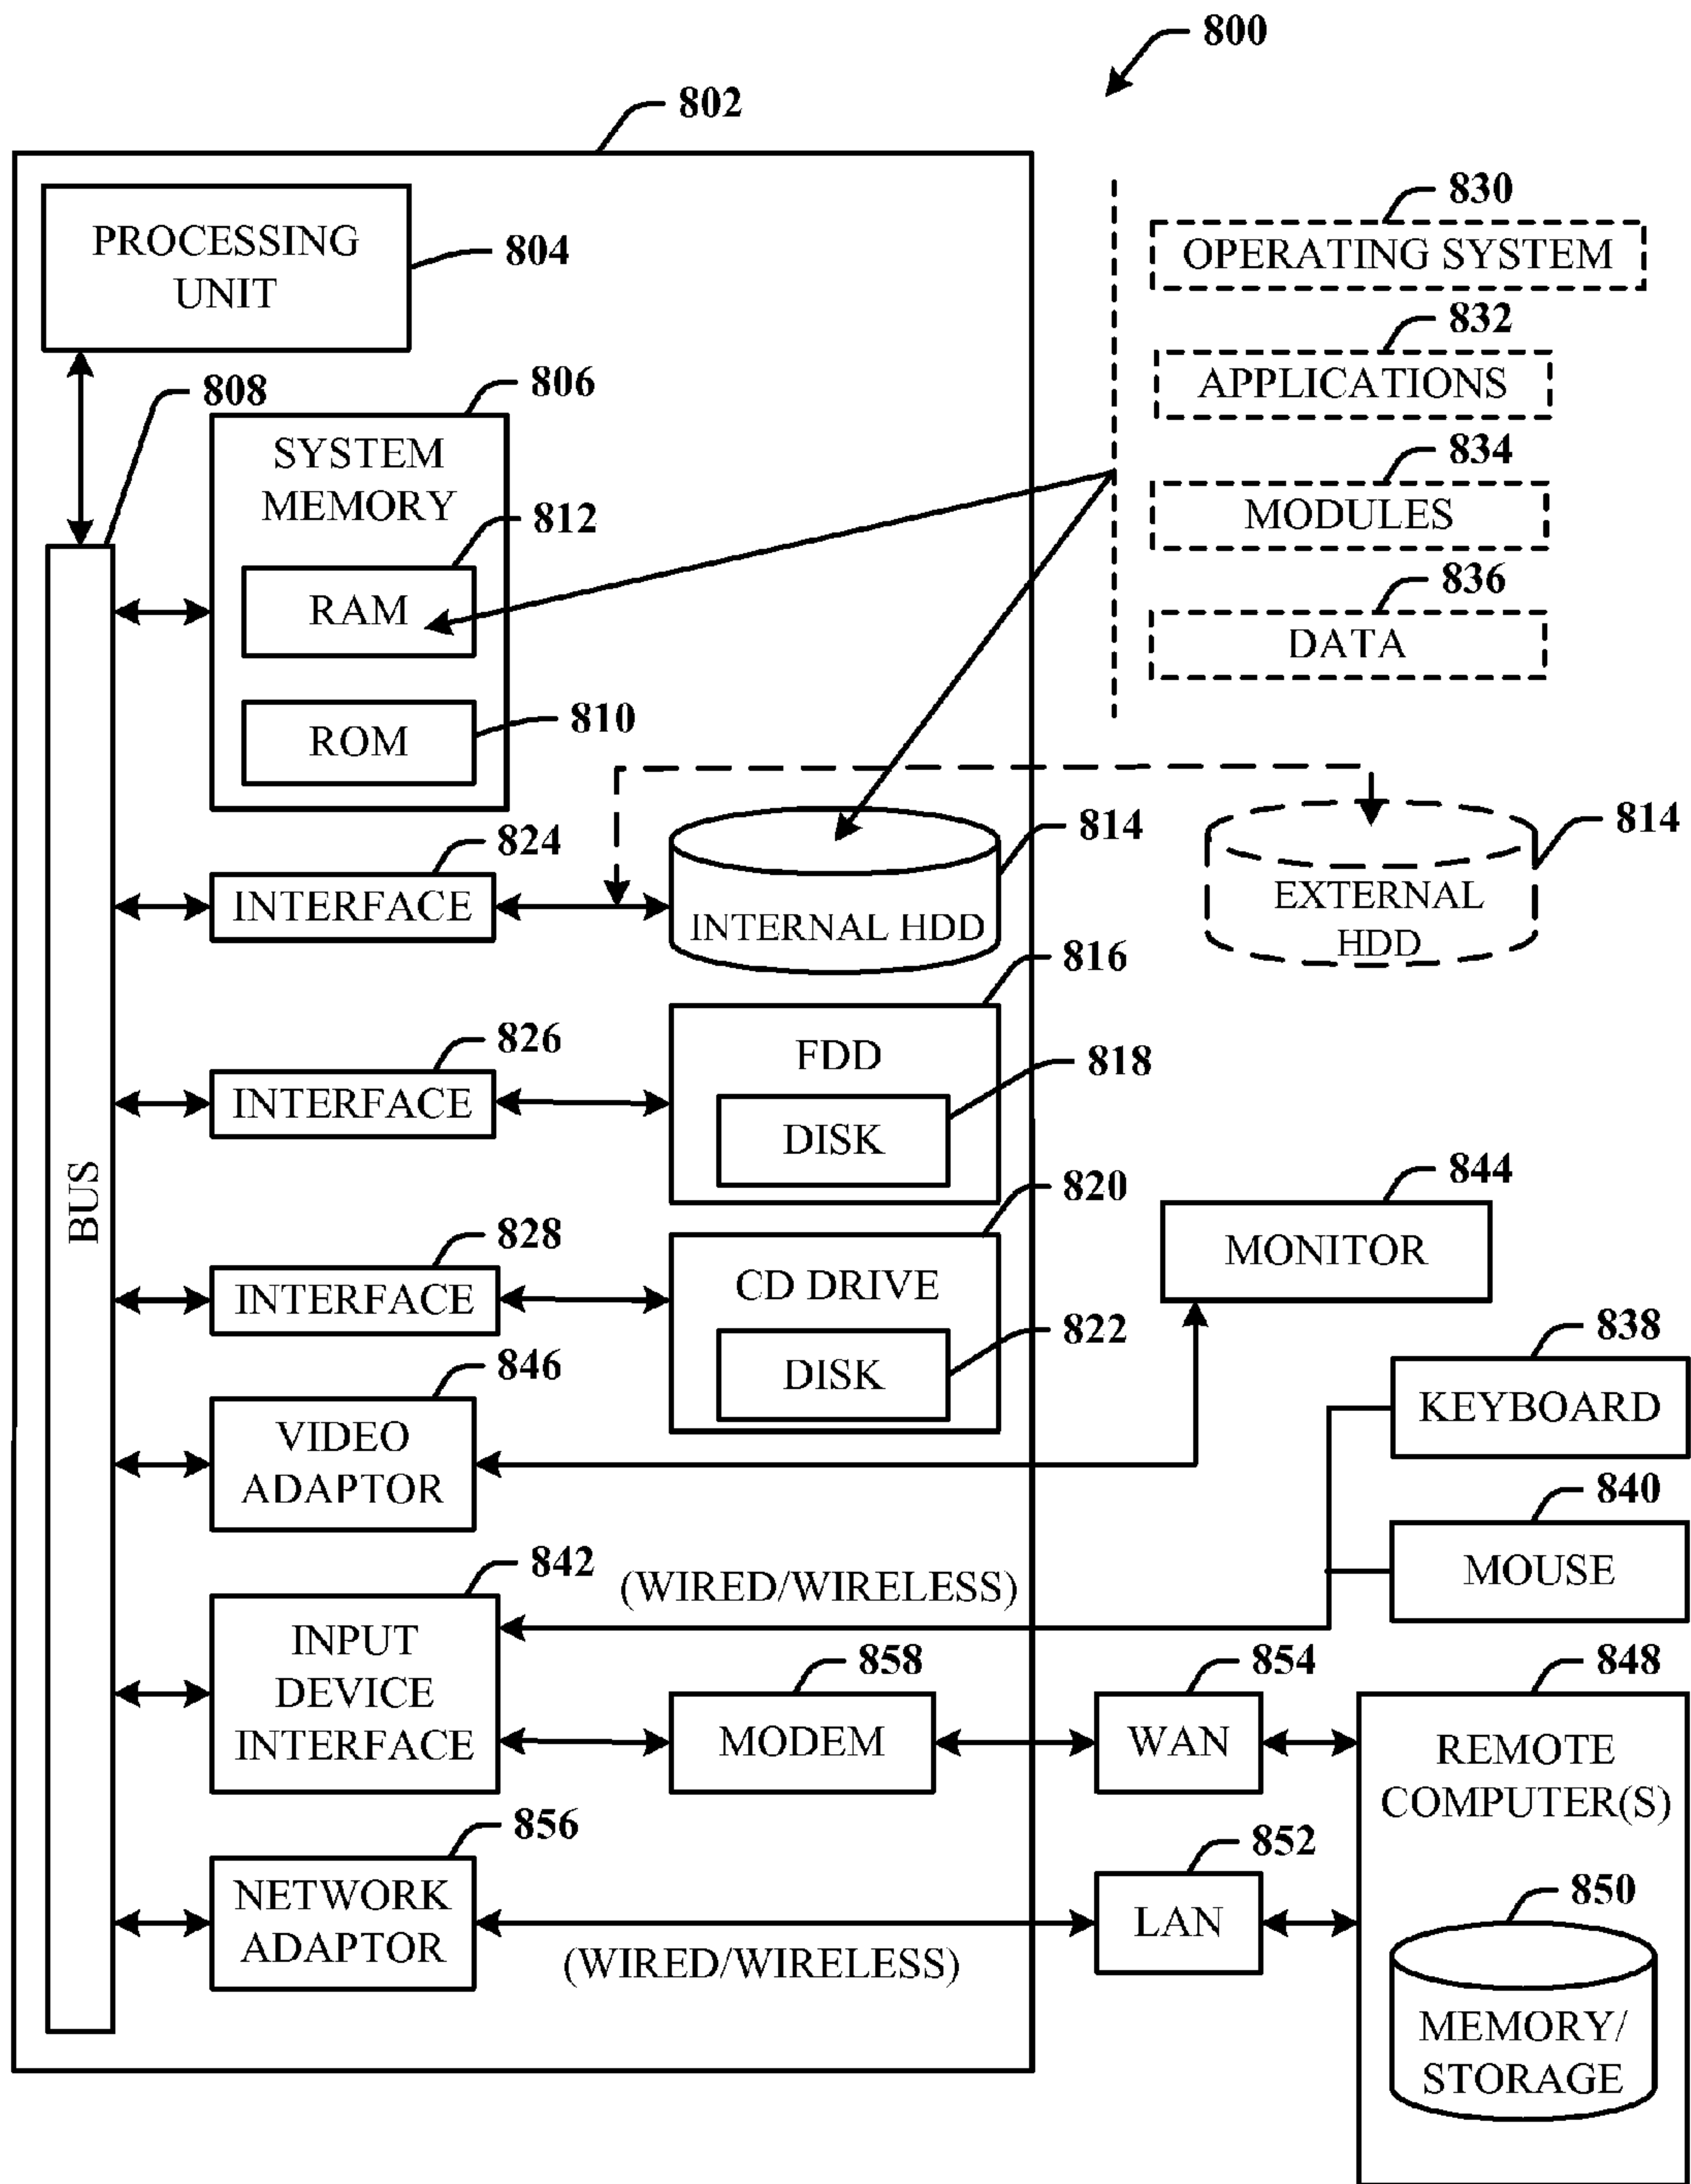 800
802
PROCESSING
UNIT
804
830
OPERATING SYSTEM
832
APPLICATIONS
834
MODULES
836
DATA
808
806
SYSTEM
MEMORY
812
RAM
810
ROM
BUS
824
INTERFACE
814
INTERNAL HDD
814
EXTERNAL
HDD
826
INTERFACE
816
FDD
818
DISK
828
INTERFACE
820
CD DRIVE
822
DISK
844
MONITOR
846
VIDEO
ADAPTOR
838
KEYBOARD
840
MOUSE
842
INPUT
DEVICE
INTERFACE
(WIRED/WIRELESS)
858
MODEM
854
WAN
848
REMOTE
COMPUTER(S)
856
NETWORK
ADAPTOR
(WIRED/WIRELESS)
852
LAN
850
MEMORY/
STORAGE